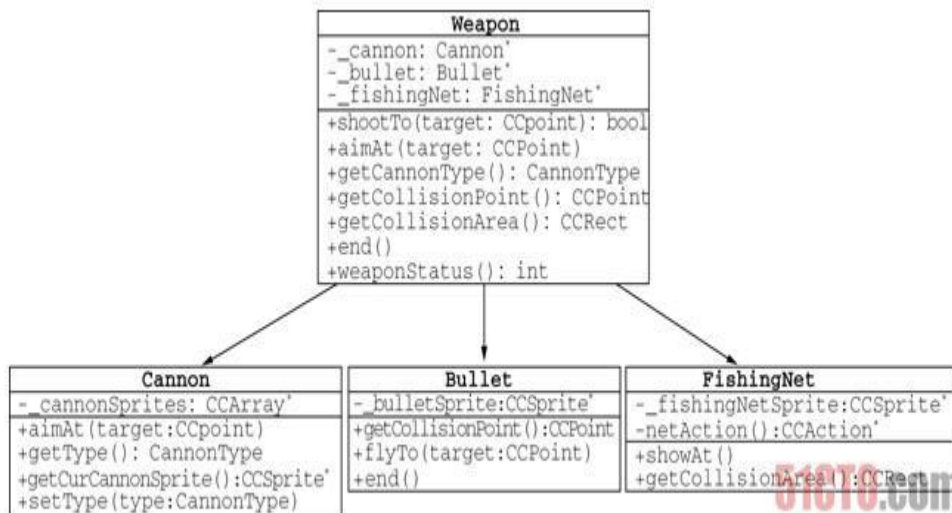 Weapon
-_cannon: Cannon*
-_bullet: Bullet*
-_fishingNet: FishingNet*
+shootTo(target: CCpoint): bool
+aimAt(target: CCPoint)
+getCannonType(): CannonType
+getCollisionPoint(): CCPoint
+getCollisionArea(): CCRect
+end()
+weaponStatus(): int
Cannon
-_cannonSprites: CCArray*
+aimAt(target:CCpoint)
+getType(): CannonType
+getCurCannonSprite():CCSprite*
+setType(type:CannonType)
Bullet
-_bulletSprite:CCSprite*
+getCollisionPoint():CCPoint
+flyTo(target:CCPoint)
+end()
FishingNet
-_fishingNetSprite:CCSprite*
-netAction():CCAction*
+showAt()
+getCollisionArea():CCRect
51CTO.com